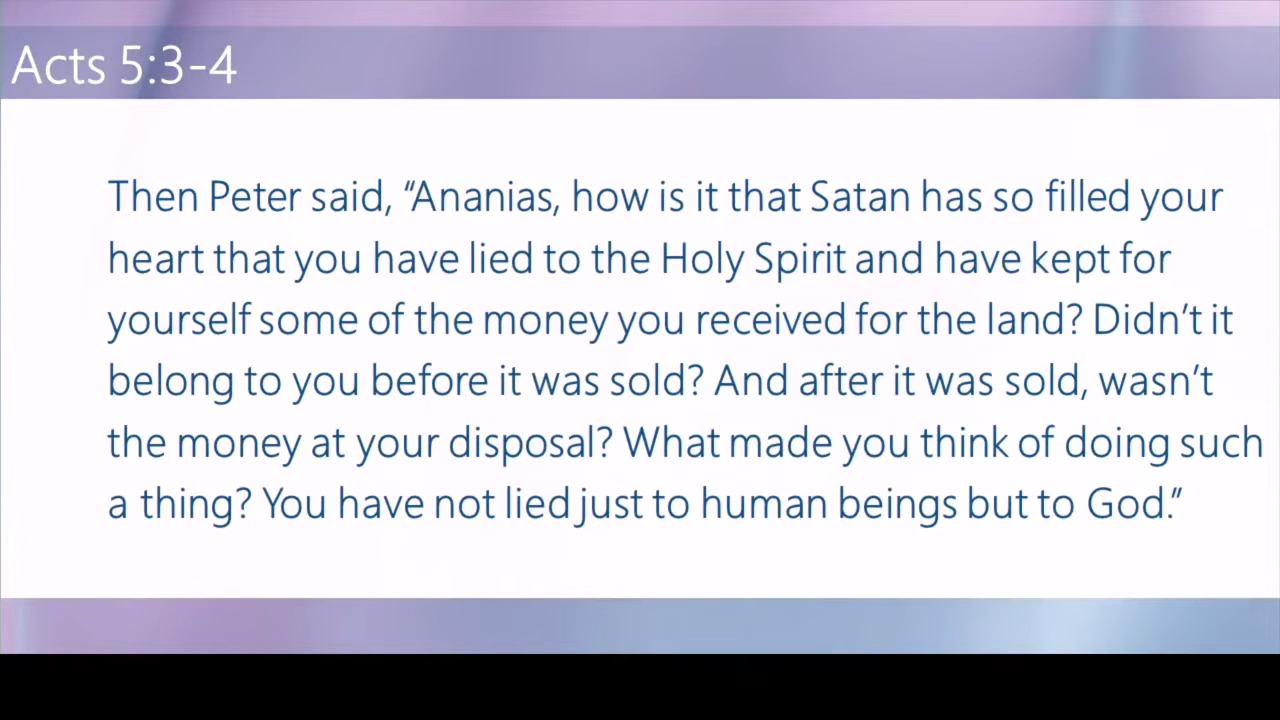 Acts 5:3-4
Then Peter said, “Ananias, how is it that Satan has so filled your
heart that you have lied to the Holy Spirit and have kept for
yourself some of the money you received for the land? Didn’t it
belong to you before it was sold? And after it was sold, wasn’t
the money at your disposal? What made you think of doing such
a thing? You have not lied just to human beings but to God.”